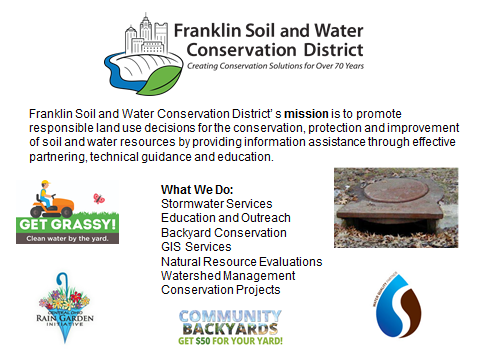 Franklin Soil and Water
Conservation District
Creating Conservation Solutions for Over 70 Years
Franklin Soil and Water Conservation District' s mission is to promote
responsible land use decisions for the conservation, protection and improvement
of soil and water resources by providing information assistance through effective
partnering, technical guidance and education.
What We Do:
Stormwater Services
Education and Outreach
Backyard Conservation
GIS Services
Natural Resource Evaluations
Watershed Management
Conservation Projects
GET GRASSY!
Clean water by the yard.
CENTRAL OHIO
RAIN GARDEN
INITIATIVE
COMMUNITY
BACKYARDS
GET $50 FOR YOUR YARD!